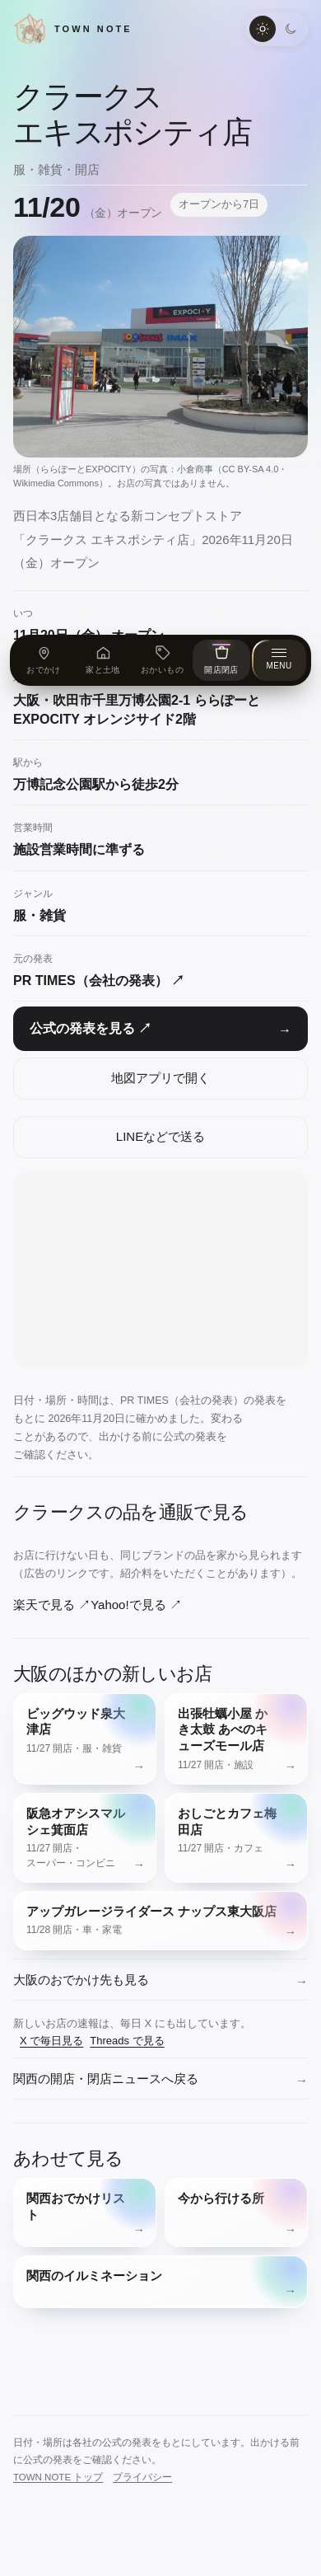 TOWN NOTE
クラークス
エキスポシティ店
服・雑貨・開店
11/20 （金）オープン オープンから7日
EXPOCITY
IMAX
場所（ららぽーとEXPOCITY）の写真：小倉商事（CC BY-SA 4.0・
Wikimedia Commons）。お店の写真ではありません。
西日本3店舗目となる新コンセプトストア
「クラークス エキスポシティ店」2026年11月20日
（金）オープン
いつ
11月20日（金） オープン
おでかけ
家と土地
おかいもの
開店閉店
MENU
大阪・吹田市千里万博公園2-1 ららぽーと
EXPOCITY オレンジサイド2階
駅から
万博記念公園駅から徒歩2分
営業時間
施設営業時間に準ずる
ジャンル
服・雑貨
元の発表
PR TIMES（会社の発表） ↗
公式の発表を見る ↗ →
地図アプリで開く
LINEなどで送る
日付・場所・時間は、PR TIMES（会社の発表）の発表を
もとに 2026年11月20日に確かめました。変わる
ことがあるので、出かける前に公式の発表を
ご確認ください。
クラークスの品を通販で見る
お店に行けない日も、同じブランドの品を家から見られます
（広告のリンクです。紹介料をいただくことがあります）。
楽天で見る ↗Yahoo!で見る ↗
大阪のほかの新しいお店
ビッグウッド泉大
津店
11/27 開店・服・雑貨
→
出張牡蠣小屋 か
き太鼓 あべのキ
ューズモール店
11/27 開店・施設
→
阪急オアシスマル
シェ箕面店
11/27 開店・
スーパー・コンビニ
→
おしごとカフェ梅
田店
11/27 開店・カフェ
→
アップガレージライダース ナップス東大阪店
11/28 開店・車・家電
→
大阪のおでかけ先も見る →
新しいお店の速報は、毎日 X にも出しています。
X で毎日見る Threads で見る
関西の開店・閉店ニュースへ戻る →
あわせて見る
関西おでかけリス
ト
→
今から行ける所
→
関西のイルミネーション
→
日付・場所は各社の公式の発表をもとにしています。出かける前
に公式の発表をご確認ください。
TOWN NOTE トップ プライバシー